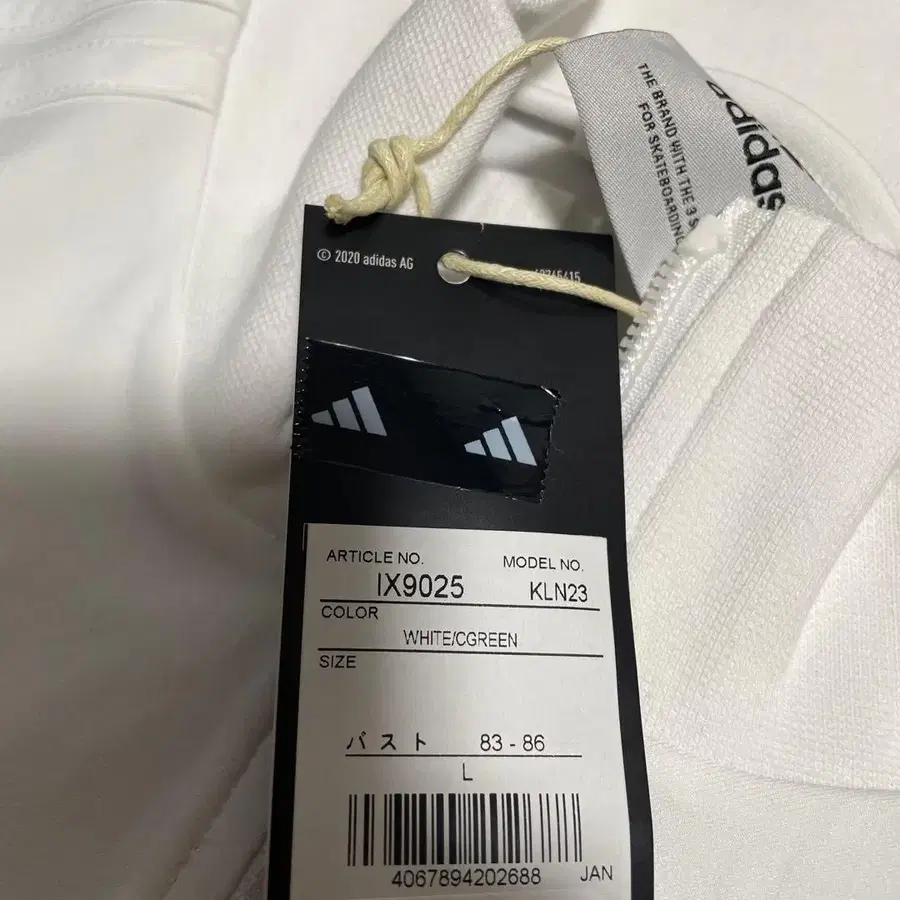 THE BRAND WITH THE 3 S
FOR SKATEBOARDING
adidas
© 2020 adidas AG
ARTICLE NO. MODEL NO.
IX9025 KLN23
COLOR
WHITE/CGREEN
SIZE
バスト 83 - 86
L
4067894202688 JAN